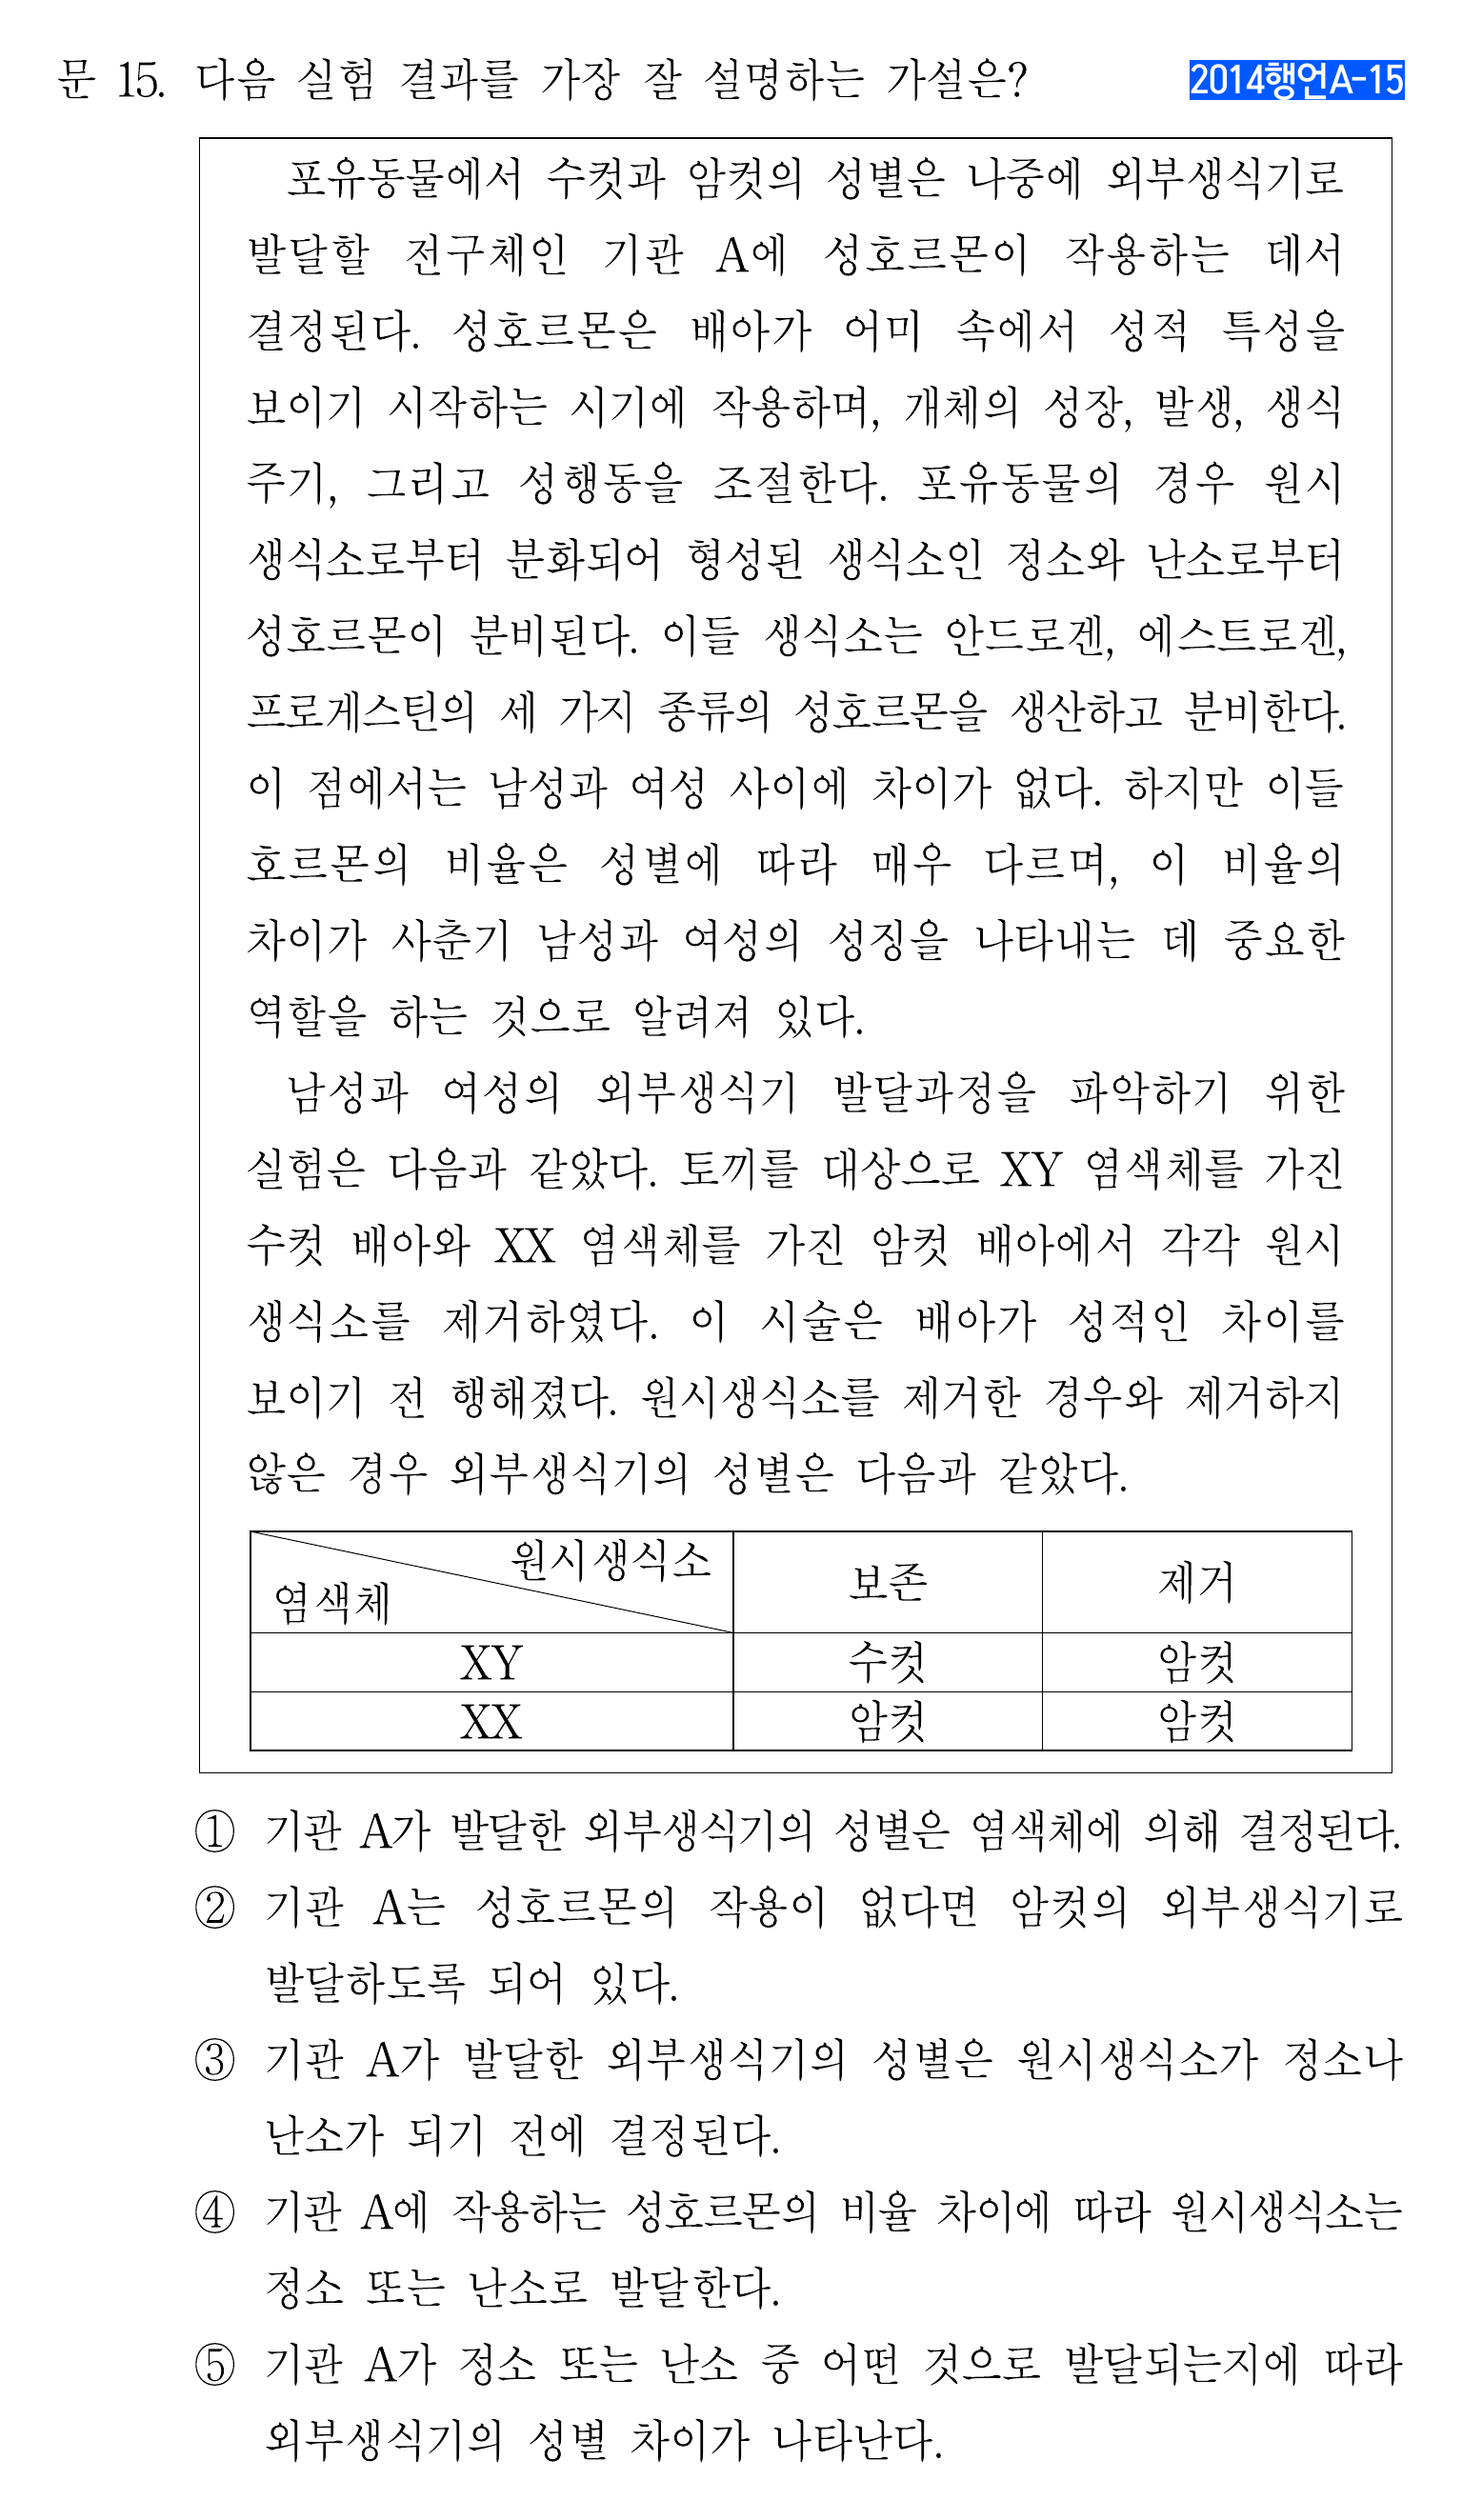 문 15. 다음 실험 결과를 가장 잘 설명하는 가설은? 2014행언A-15
포유동물에서 수컷과 암컷의 성별은 나중에 외부생식기로
발달할 전구체인 기관 A에 성호르몬이 작용하는 데서
결정된다. 성호르몬은 배아가 어미 속에서 성적 특성을
보이기 시작하는 시기에 작용하며, 개체의 성장, 발생, 생식
주기, 그리고 성행동을 조절한다. 포유동물의 경우 원시
생식소로부터 분화되어 형성된 생식소인 정소와 난소로부터
성호르몬이 분비된다. 이들 생식소는 안드로겐, 에스트로겐,
프로게스틴의 세 가지 종류의 성호르몬을 생산하고 분비한다.
이 점에서는 남성과 여성 사이에 차이가 없다. 하지만 이들
호르몬의 비율은 성별에 따라 매우 다르며, 이 비율의
차이가 사춘기 남성과 여성의 성징을 나타내는 데 중요한
역할을 하는 것으로 알려져 있다.
남성과 여성의 외부생식기 발달과정을 파악하기 위한
실험은 다음과 같았다. 토끼를 대상으로 XY 염색체를 가진
수컷 배아와 XX 염색체를 가진 암컷 배아에서 각각 원시
생식소를 제거하였다. 이 시술은 배아가 성적인 차이를
보이기 전 행해졌다. 원시생식소를 제거한 경우와 제거하지
않은 경우 외부생식기의 성별은 다음과 같았다.
원시생식소
염색체 보존 제거
XY 수컷 암컷
XX 암컷 암컷
① 기관 A가 발달한 외부생식기의 성별은 염색체에 의해 결정된다.
② 기관 A는 성호르몬의 작용이 없다면 암컷의 외부생식기로
발달하도록 되어 있다.
③ 기관 A가 발달한 외부생식기의 성별은 원시생식소가 정소나
난소가 되기 전에 결정된다.
④ 기관 A에 작용하는 성호르몬의 비율 차이에 따라 원시생식소는
정소 또는 난소로 발달한다.
⑤ 기관 A가 정소 또는 난소 중 어떤 것으로 발달되는지에 따라
외부생식기의 성별 차이가 나타난다.